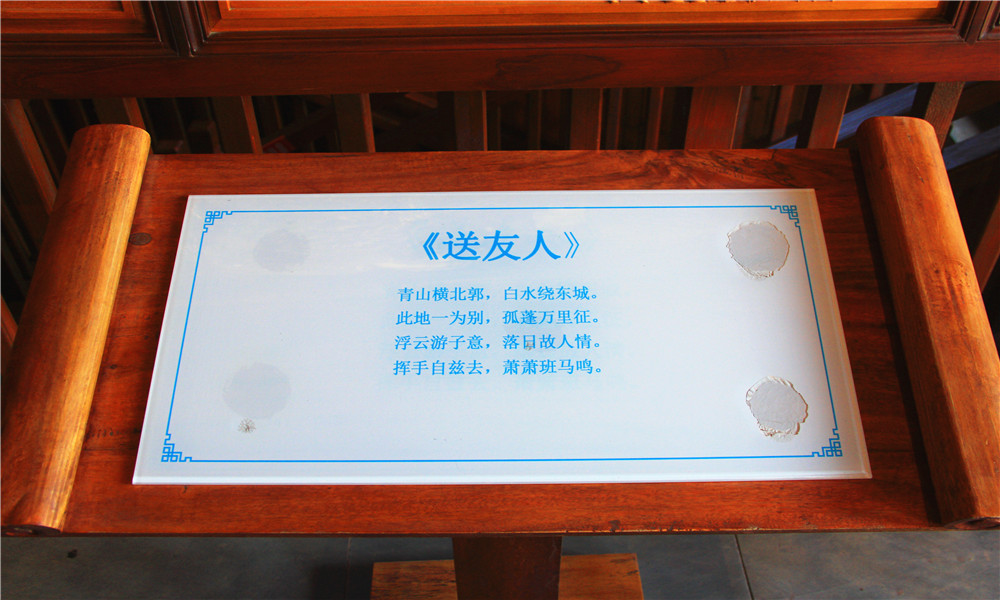 《送友人》
青山横北郭，白水绕东城。
此地一为别，孤蓬万里征。
浮云游子意，落日故人情。
挥手自兹去，萧萧班马鸣。